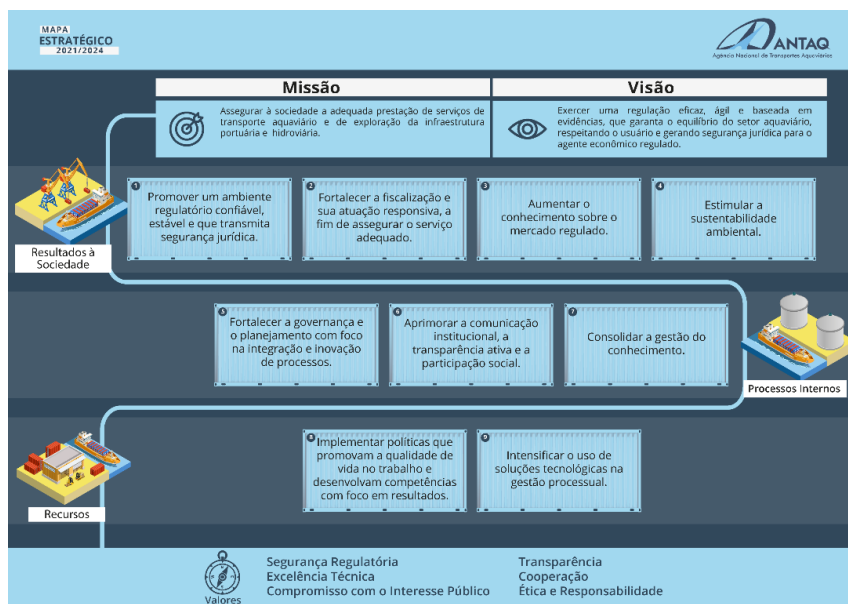 MAPA
ESTRATÉGICO
2021/2024
ANTAQ
Agência Nacional de Transportes Aquaviários
Missão
Assegurar à sociedade a adequada prestação de serviços de
transporte aquaviário e de exploração da infraestrutura
portuária e hidroviária.
Visão
Exercer uma regulação eficaz, ágil e baseada em
evidências, que garanta o equilíbrio do setor aquaviário,
respeitando o usuário e gerando segurança jurídica para o
agente econômico regulado.
Resultados à
Sociedade
1
Promover um ambiente
regulatório confiável,
estável e que transmita
segurança jurídica.
2
Fortalecer a fiscalização e
sua atuação responsiva, a
fim de assegurar o serviço
adequado.
3
Aumentar o
conhecimento sobre o
mercado regulado.
4
Estimular a
sustentabilidade
ambiental.
5
Fortalecer a governança e
o planejamento com foco
na integração e inovação
de processos.
6
Aprimorar a comunicação
institucional, a
transparência ativa e a
participação social.
7
Consolidar a gestão do
conhecimento.
Processos Internos
Recursos
8
Implementar políticas que
promovam a qualidade de
vida no trabalho e
desenvolvam competências
com foco em resultados.
9
Intensificar o uso de
soluções tecnológicas na
gestão processual.
Valores
Segurança Regulatória
Excelência Técnica
Compromisso com o Interesse Público
Transparência
Cooperação
Ética e Responsabilidade